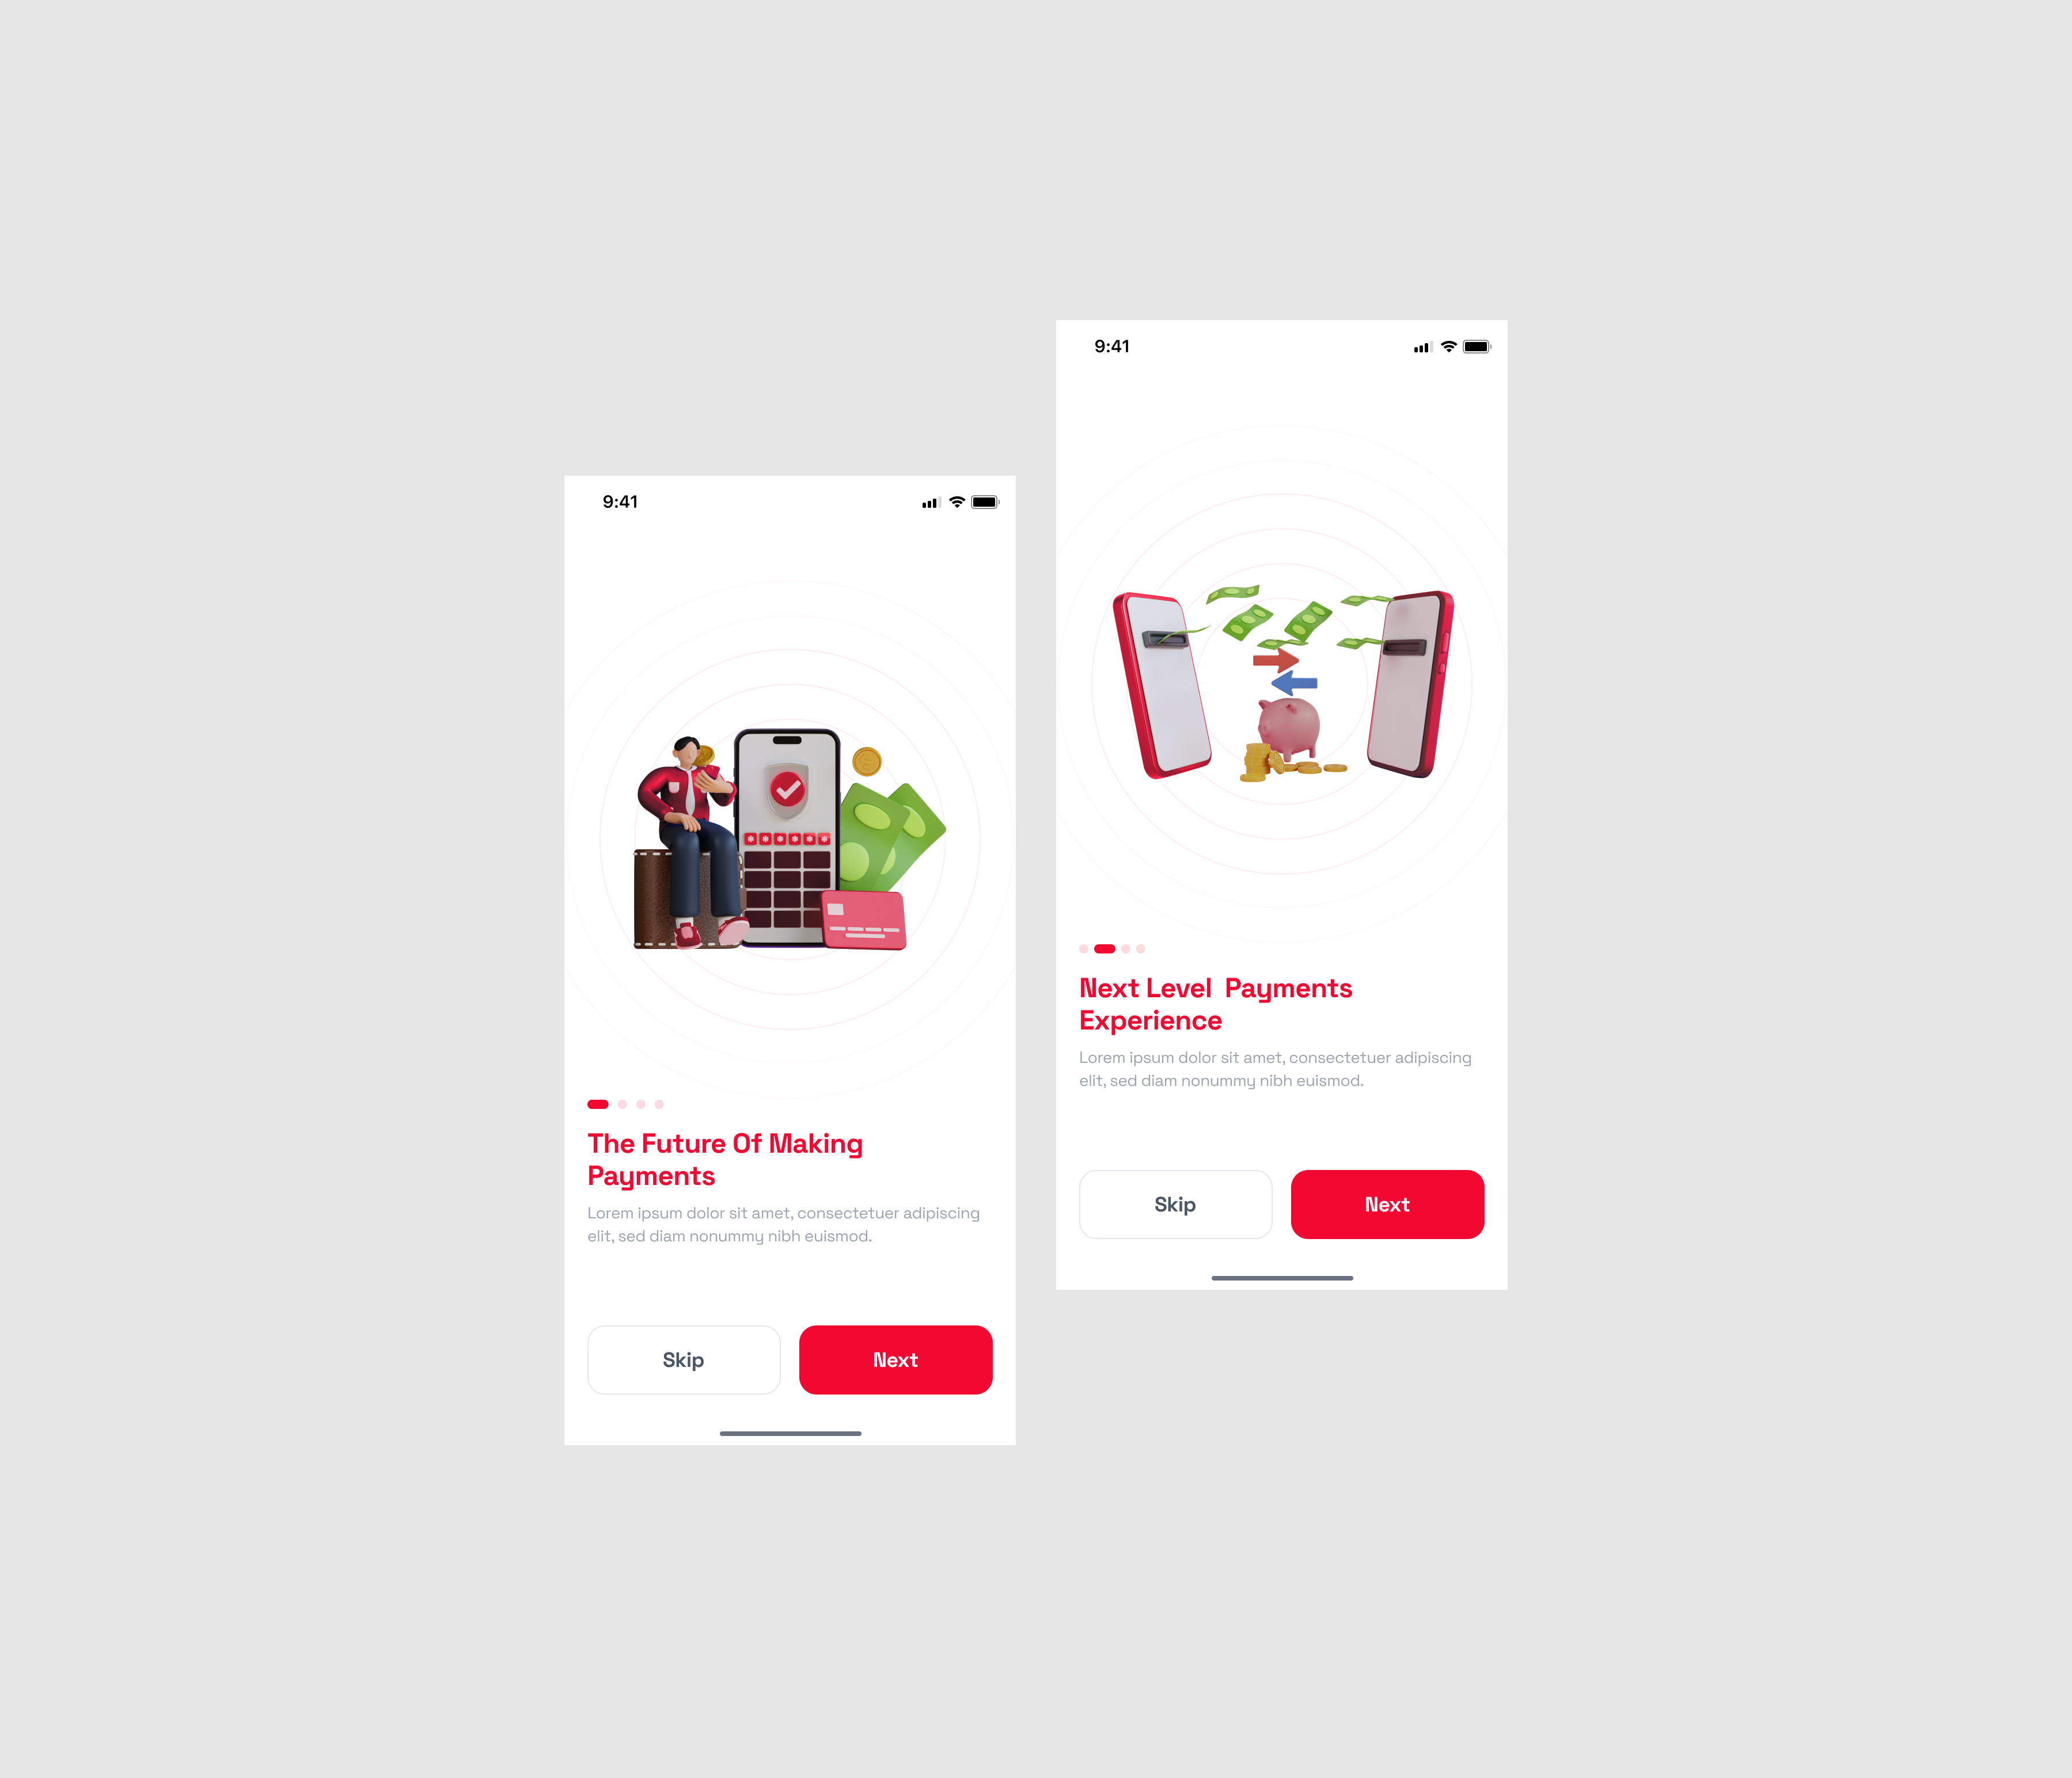 9:41
The Future Of Making
Payments
Lorem ipsum dolor sit amet, consectetuer adipiscing
elit, sed diam nonummy nibh euismod.
Skip
Next
9:41
Next Level  Payments
Experience
Lorem ipsum dolor sit amet, consectetuer adipiscing
elit, sed diam nonummy nibh euismod.
Skip
Next